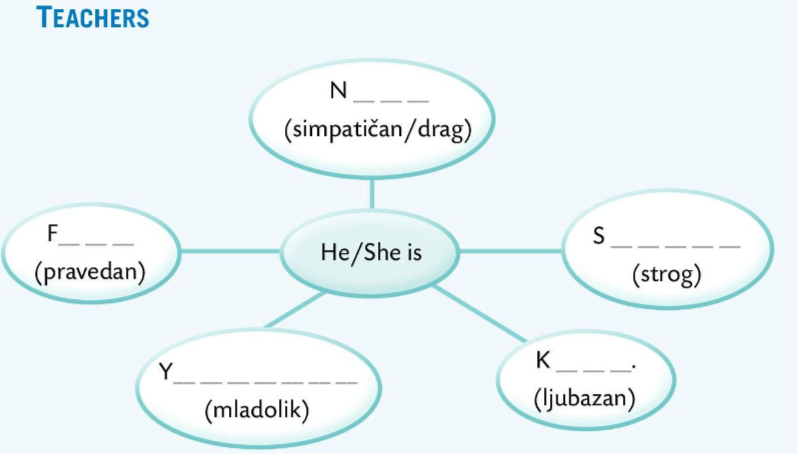 TEACHERS
N _ _ _
(simpatičan/drag)
F_ _ _
(pravedan)
He/She is
S _ _ _ _ _
(strog)
Y_ _ _ _ _ _ _
(mladolik)
K _ _ _.
(ljubazan)